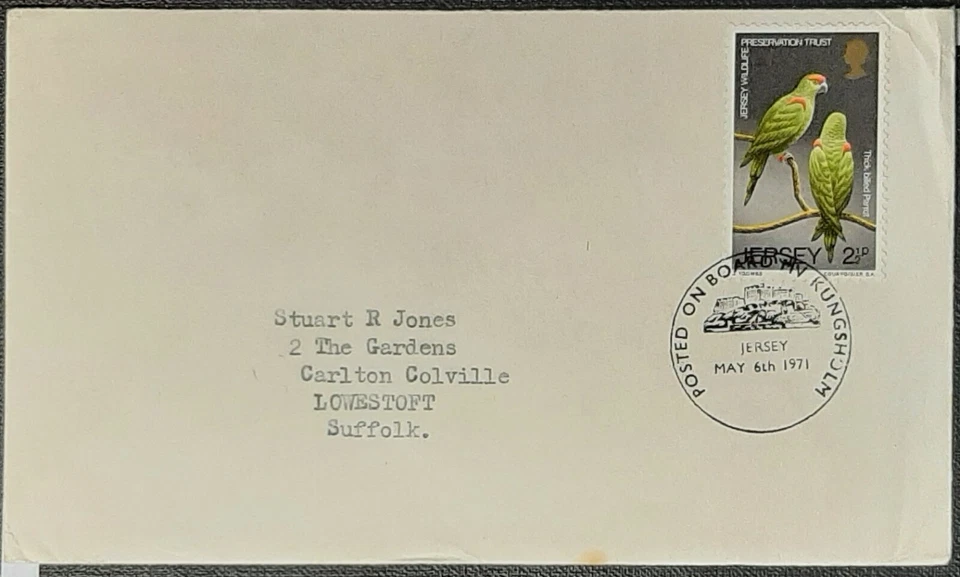 JERSEY WILDLIFE
PRESERVATION TRUST
Thick billed Parrot
JERSEY 2½P
COURVOISIER S.A.
POSTED ON BOARD MV KUNGSHOLM
JERSEY
MAY 6th 1971
Stuart R Jones
2 The Gardens
Carlton Colville
LOWESTOFT
Suffolk.